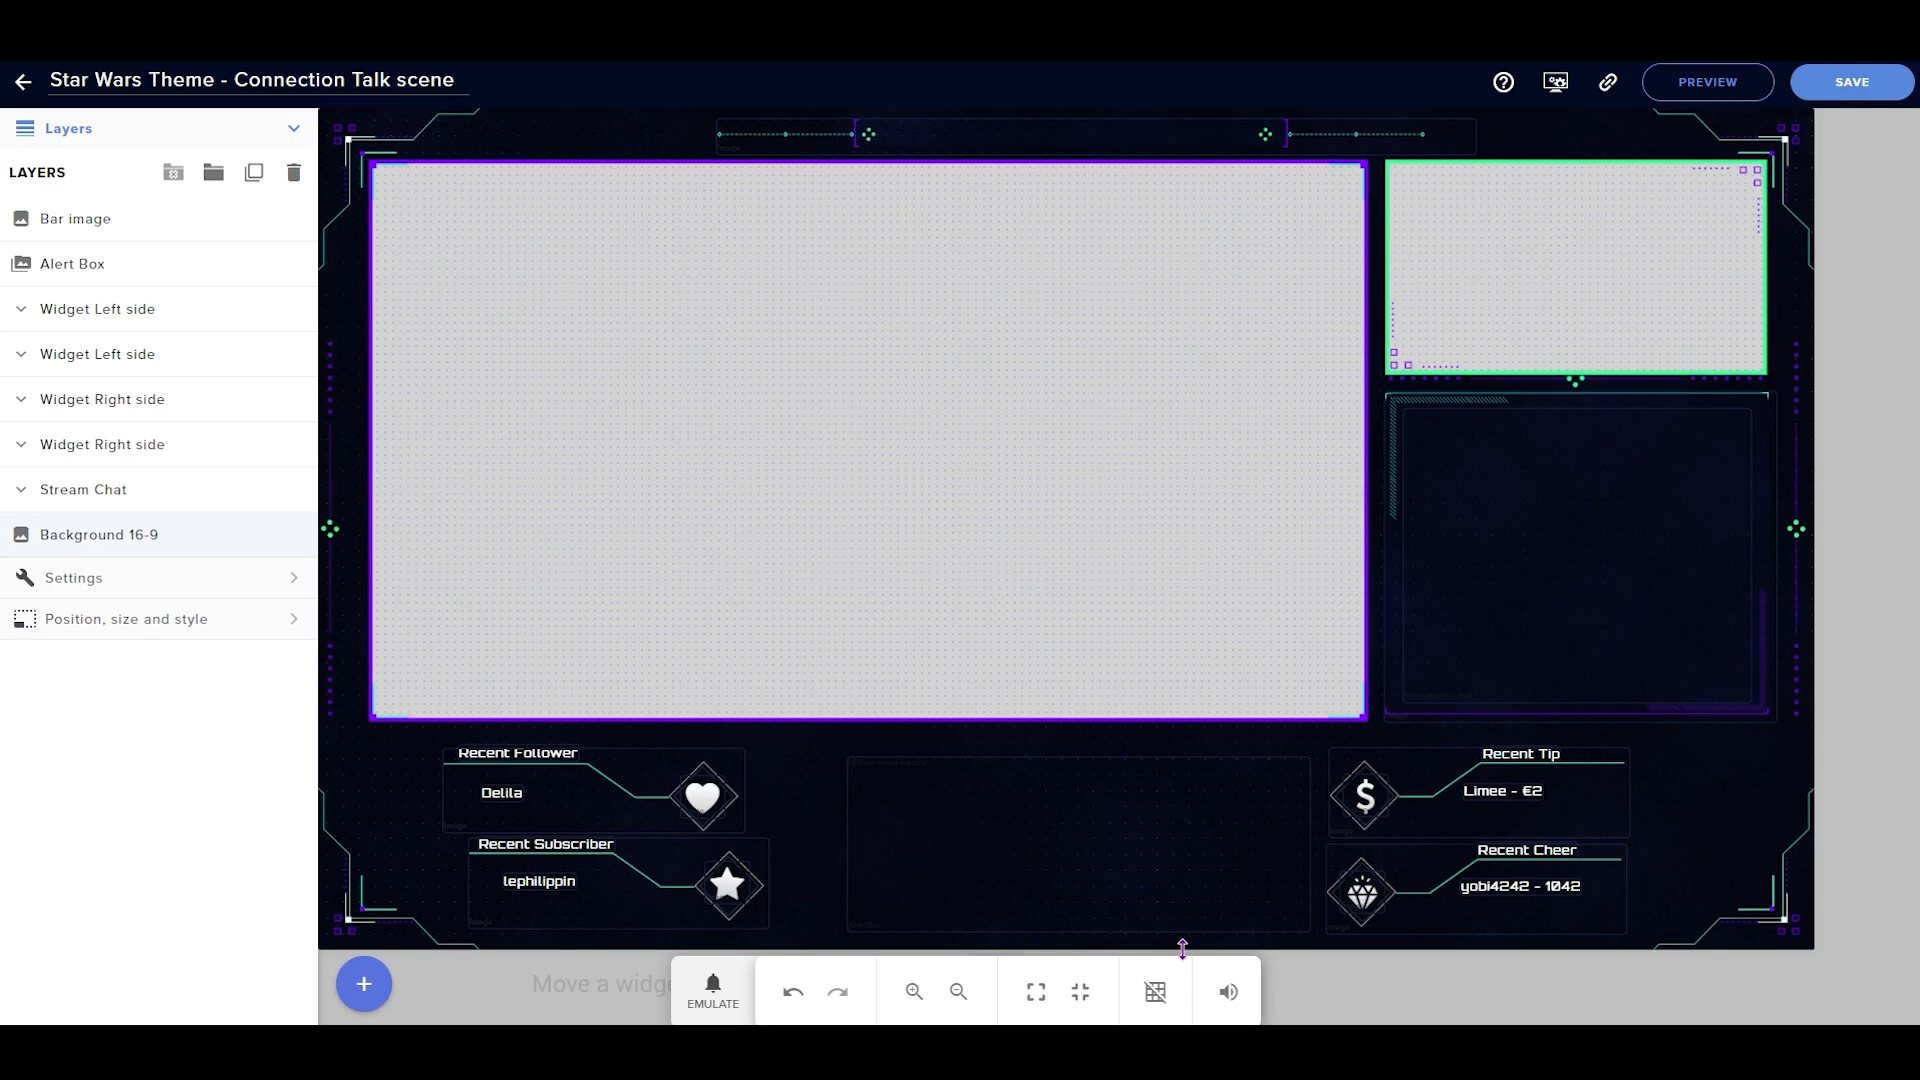 Star Wars Theme - Connection Talk scene
PREVIEW
SAVE
Layers
LAYERS
Bar image
Alert Box
Widget Left side
Widget Left side
Widget Right side
Widget Right side
Stream Chat
Background 16-9
Settings
Position, size and style
Recent Follower
Delila
Recent Subscriber
lephilippin
Recent Tip
Limee - €2
Recent Cheer
yobi4242 - 1042
Move a widge
EMULATE